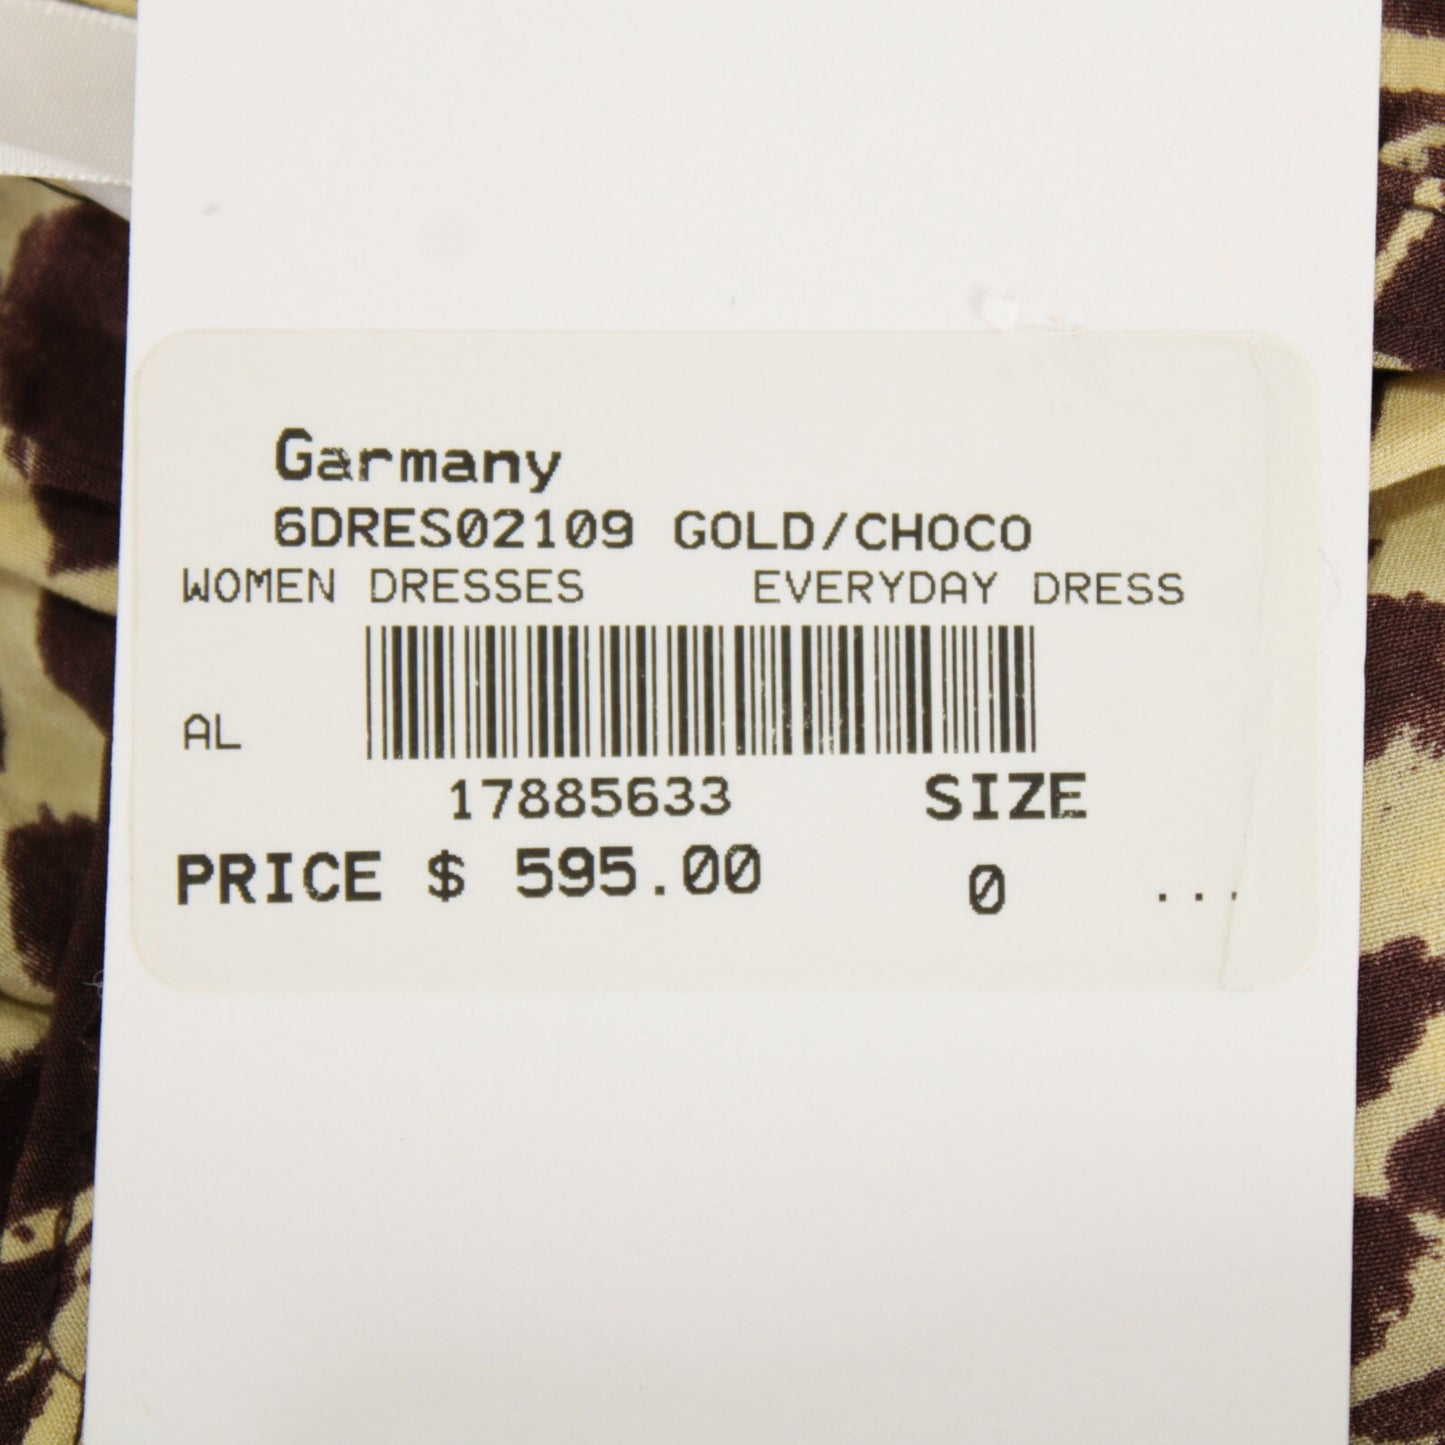 Garmany
6DRES02109 GOLD/CHOCO
WOMEN DRESSES EVERYDAY DRESS
AL
17885633 SIZE
PRICE $ 595.00 0 ...